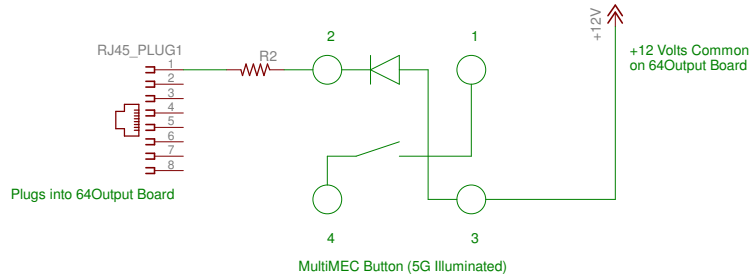 RJ45_PLUG1
1
2
3
4
5
6
7
8
R2
2
1
4
3
+12V
+12 Volts Common
on 64Output Board
Plugs into 64Output Board
MultiMEC Button (5G Illuminated)